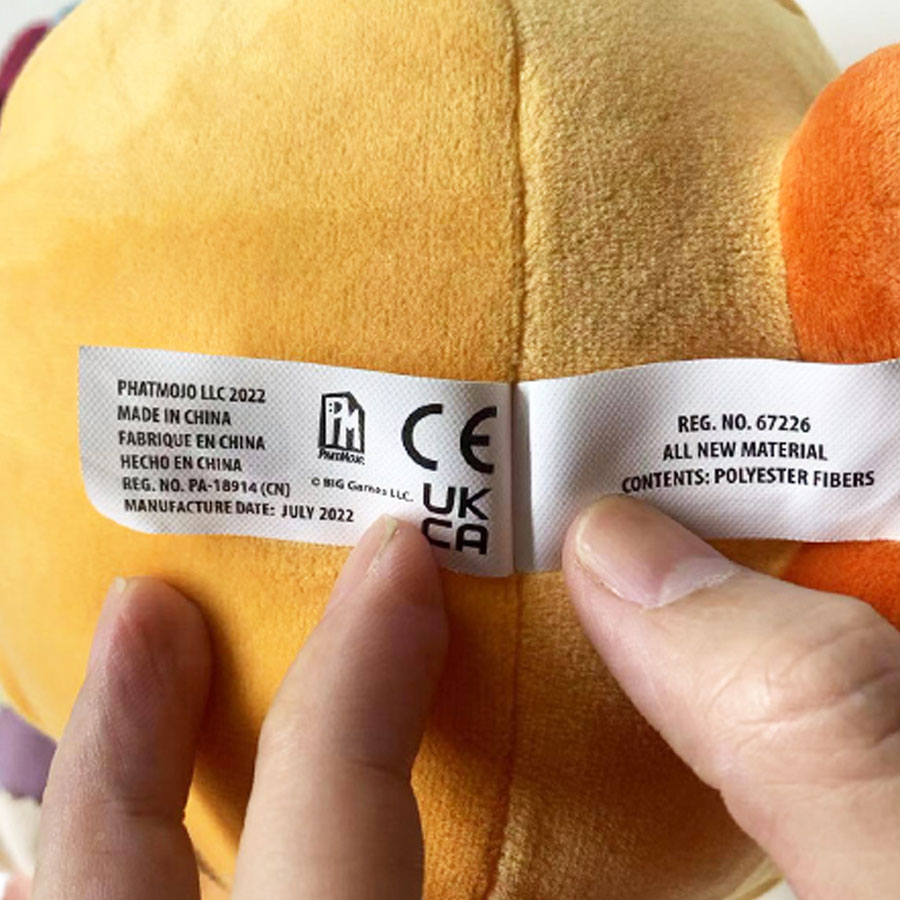 PHATMOJO LLC 2022
MADE IN CHINA
FABRIQUE EN CHINA
HECHO EN CHINA
REG. NO. PA-18914 (CN)
MANUFACTURE DATE: JULY 2022
PM
PHATMOJO
© BIG Games LLC.
CE
UK
CA
REG. NO. 67226
ALL NEW MATERIAL
CONTENTS: POLYESTER FIBERS